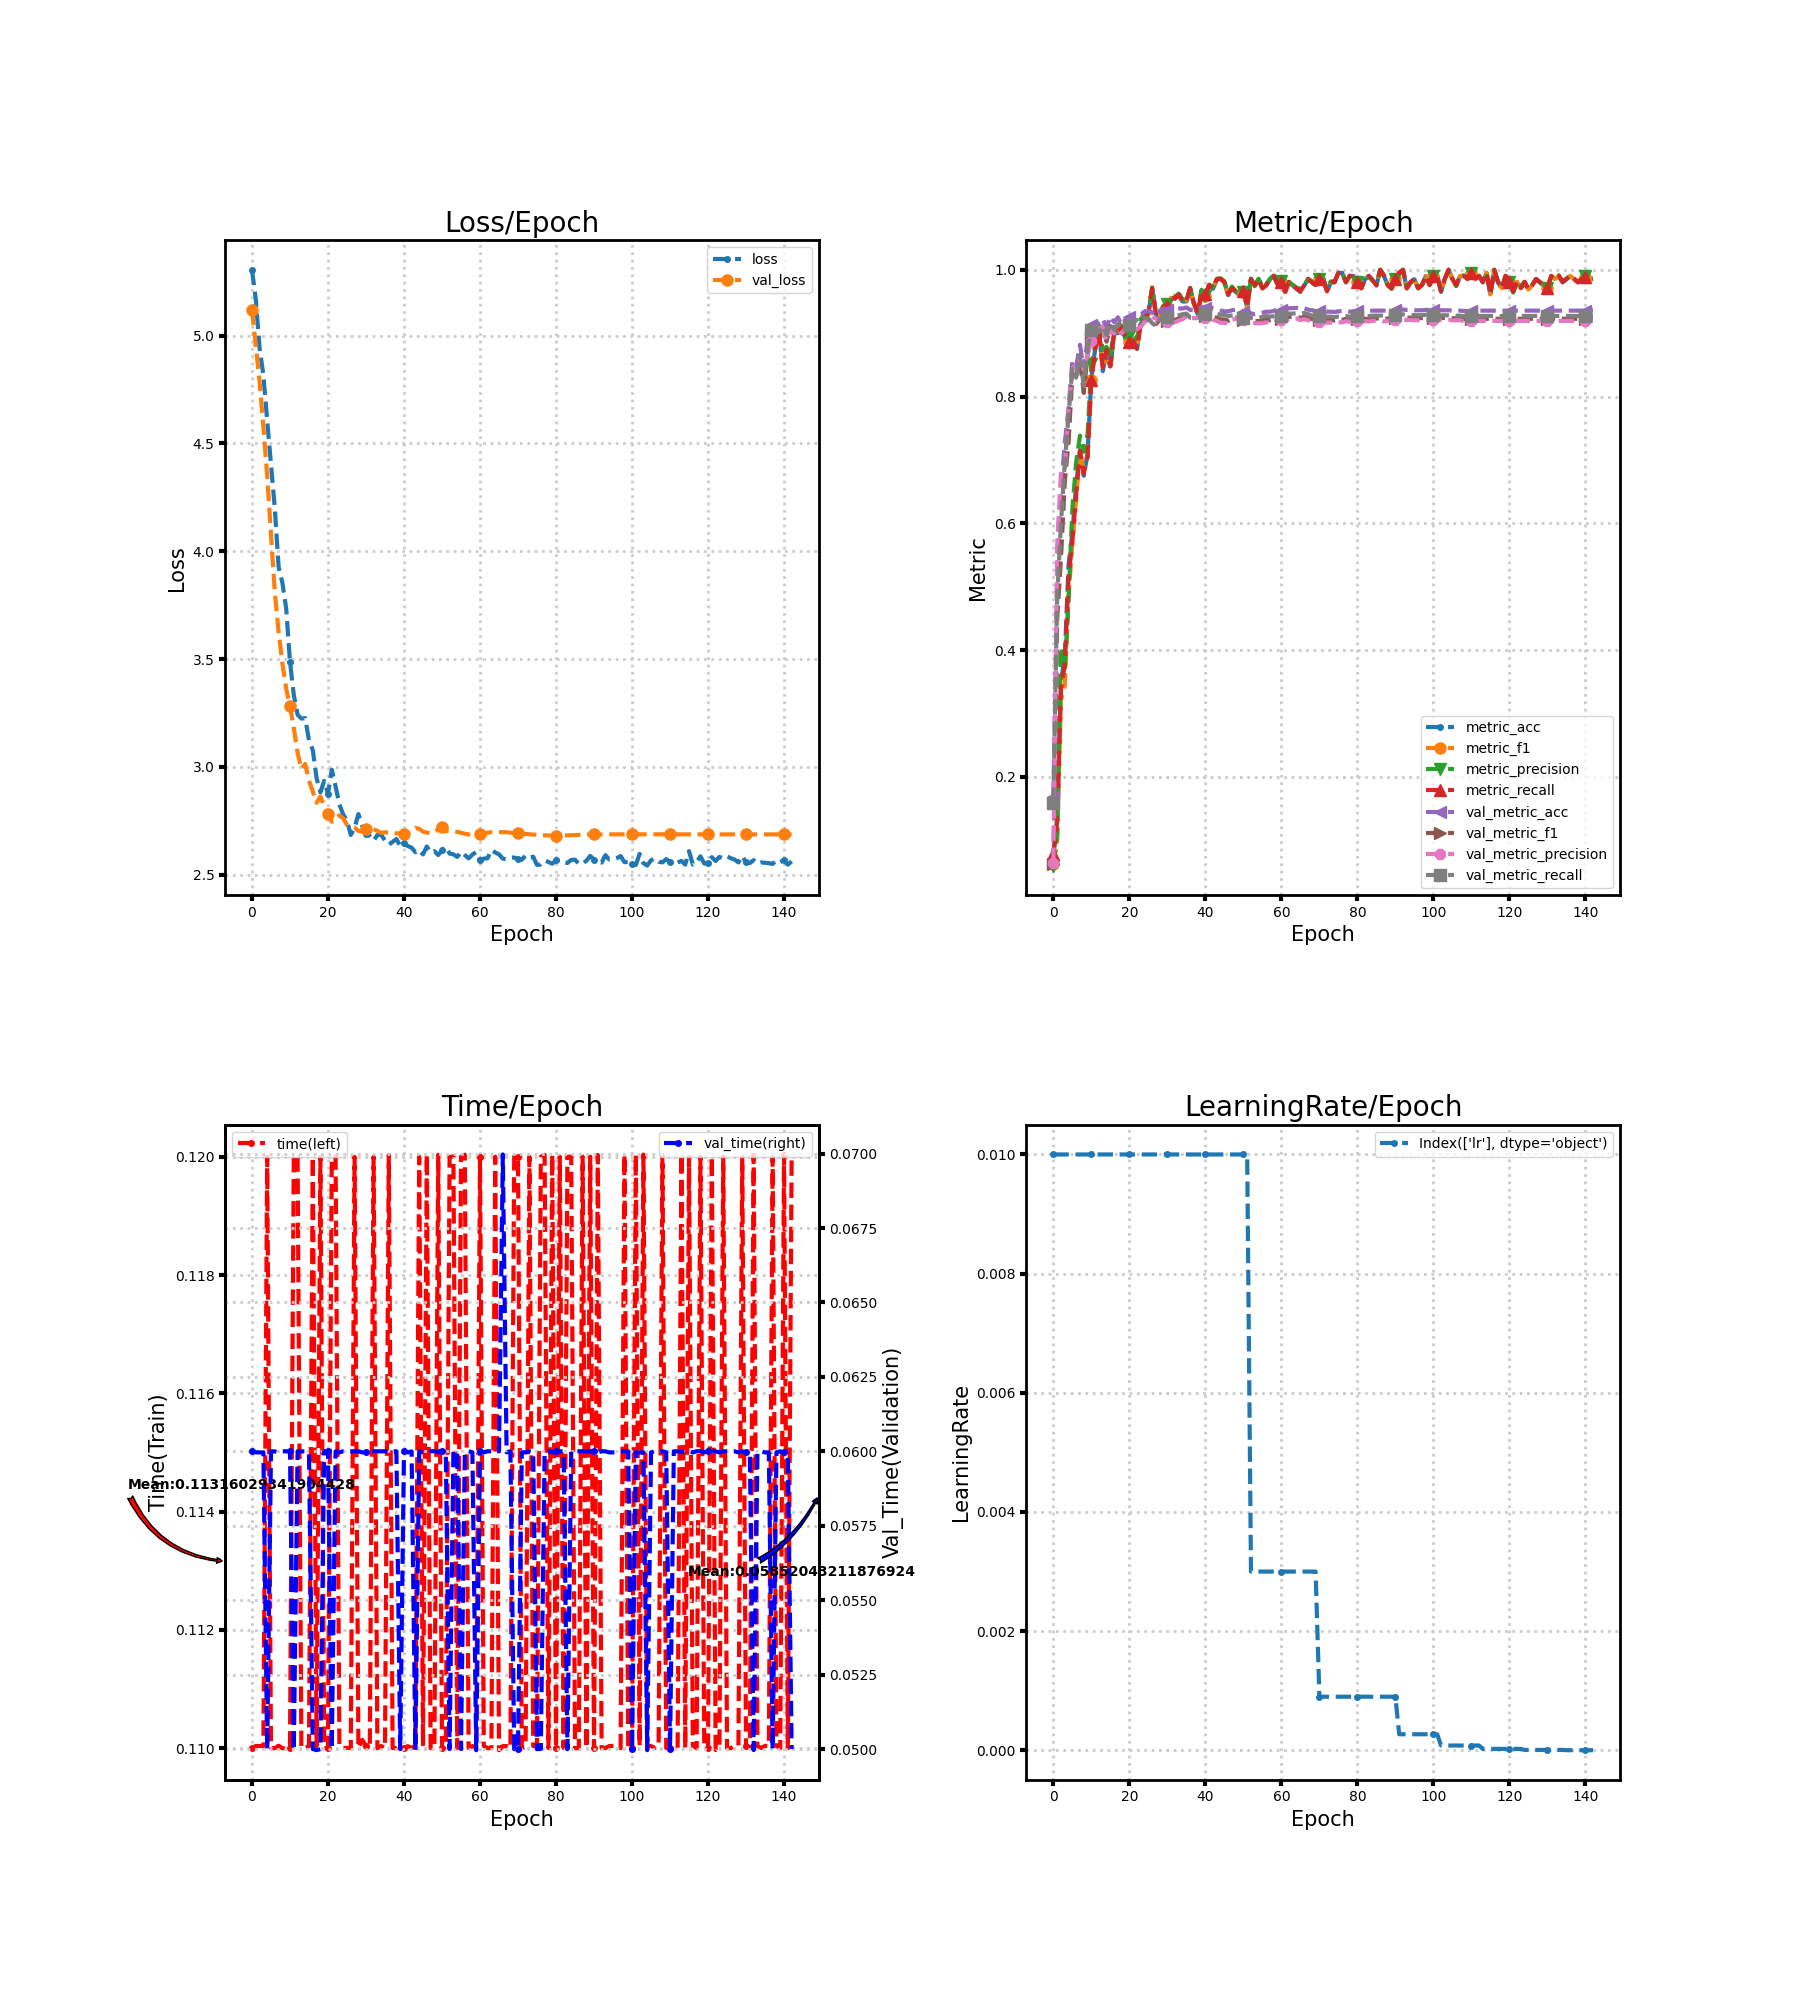 Loss/Epoch
loss
val_loss
5.0
4.5
4.0
3.5
3.0
2.5
Loss
0 20 40 60 80 100 120 140
Epoch
Metric/Epoch
1.0
0.8
0.6
0.4
0.2
Metric
metric_acc
metric_f1
metric_precision
metric_recall
val_metric_acc
val_metric_f1
val_metric_precision
val_metric_recall
0 20 40 60 80 100 120 140
Epoch
Time/Epoch
time(left)
val_time(right)
0.120
0.118
0.116
0.114
0.112
0.110
Time(Train)
Mean:0.11316029341904428
0.0700
0.0675
0.0650
0.0625
0.0600
0.0575
0.0550
0.0525
0.0500
Val_Time(Validation)
Mean:0.05852043211876924
0 20 40 60 80 100 120 140
Epoch
LearningRate/Epoch
Index(['lr'], dtype='object')
0.010
0.008
0.006
0.004
0.002
0.000
LearningRate
0 20 40 60 80 100 120 140
Epoch